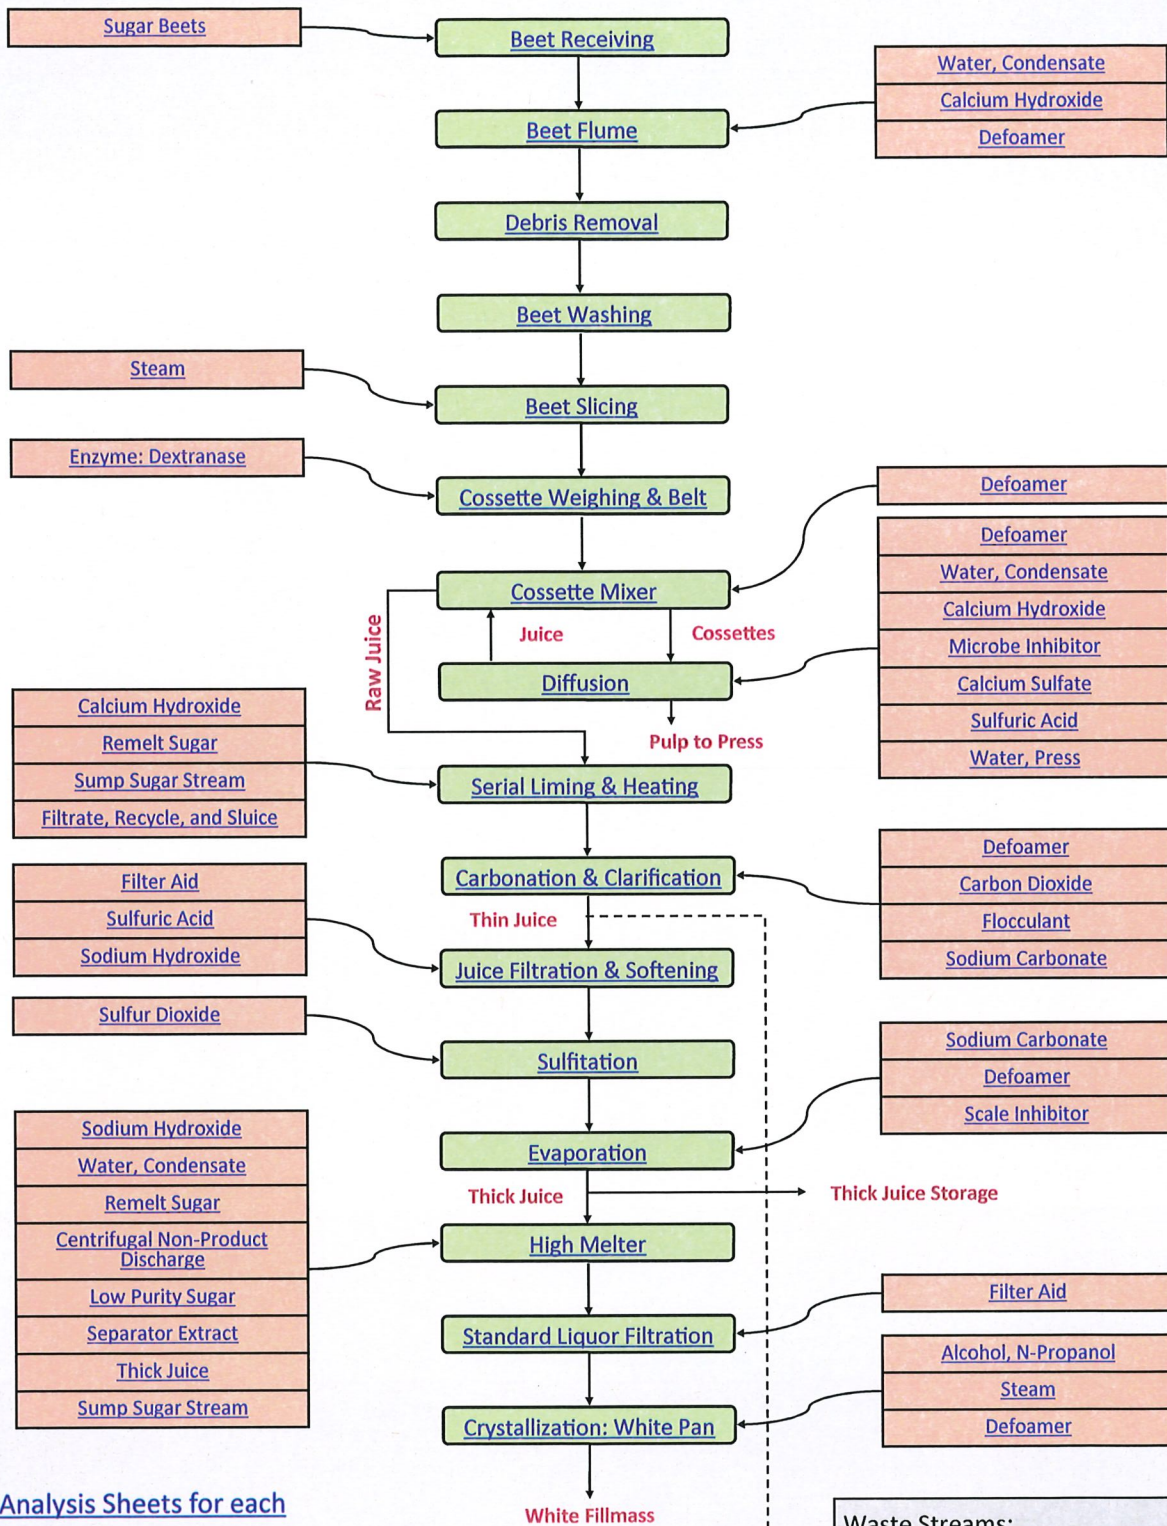 Sugar Beets
Beet Receiving
Water, Condensate
Calcium Hydroxide
Defoamer
Beet Flume
Debris Removal
Beet Washing
Steam
Beet Slicing
Enzyme: Dextranase
Cossette Weighing & Belt
Defoamer
Cossette Mixer
Raw Juice
Juice
Cossettes
Defoamer
Water, Condensate
Calcium Hydroxide
Microbe Inhibitor
Calcium Sulfate
Sulfuric Acid
Water, Press
Diffusion
Pulp to Press
Calcium Hydroxide
Remelt Sugar
Sump Sugar Stream
Filtrate, Recycle, and Sluice
Serial Liming & Heating
Defoamer
Carbon Dioxide
Flocculant
Sodium Carbonate
Carbonation & Clarification
Thin Juice
Filter Aid
Sulfuric Acid
Sodium Hydroxide
Juice Filtration & Softening
Sulfur Dioxide
Sulfitation
Sodium Carbonate
Defoamer
Scale Inhibitor
Evaporation
Thick Juice
Thick Juice Storage
Sodium Hydroxide
Water, Condensate
Remelt Sugar
Centrifugal Non-Product
Discharge
Low Purity Sugar
Separator Extract
Thick Juice
Sump Sugar Stream
High Melter
Filter Aid
Standard Liquor Filtration
Alcohol, N-Propanol
Steam
Defoamer
Crystallization: White Pan
White Fillmass
Analysis Sheets for each
Waste Streams: